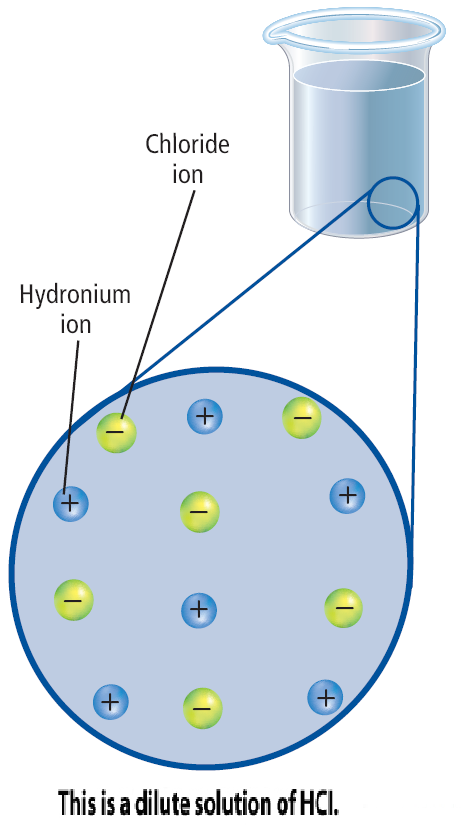 Chloride
ion
Hydronium
ion
−
+
−
+
+
−
−
+
−
+
−
+
This is a dilute solution of HCl.